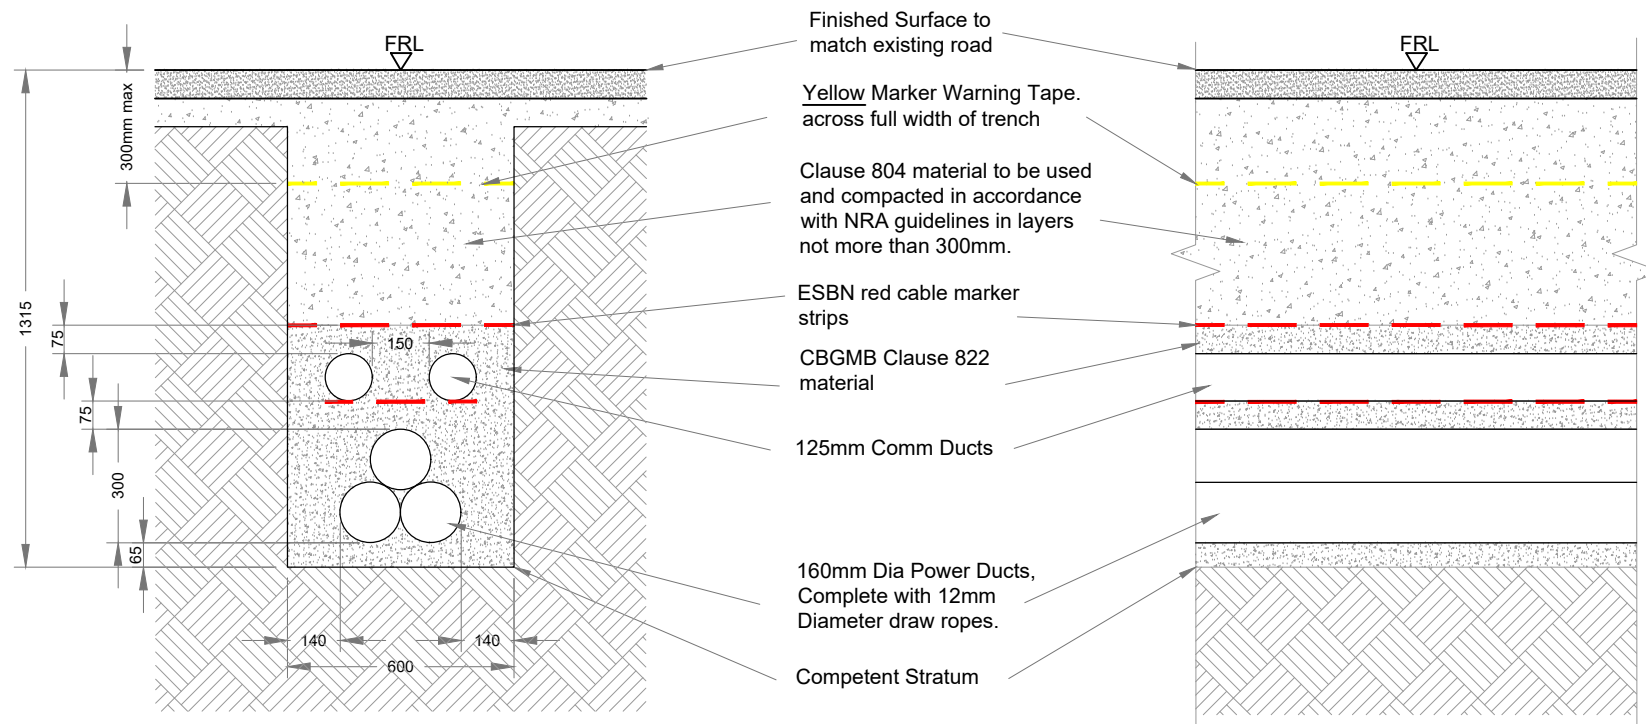 Finished Surface to
match existing road
FRL
FRL
Yellow Marker Warning Tape.
across full width of trench
300mm max
Clause 804 material to be used
and compacted in accordance
with NRA guidelines in layers
not more than 300mm.
ESBN red cable marker
strips
1315
75
150
CBGMB Clause 822
material
75
125mm Comm Ducts
300
65
160mm Dia Power Ducts,
Complete with 12mm
Diameter draw ropes.
140
140
600
Competent Stratum